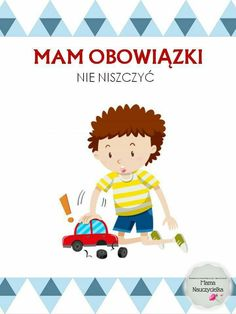 MAM OBOWIĄZKI
NIE NISZCZYĆ
Mama
Nauczycielka